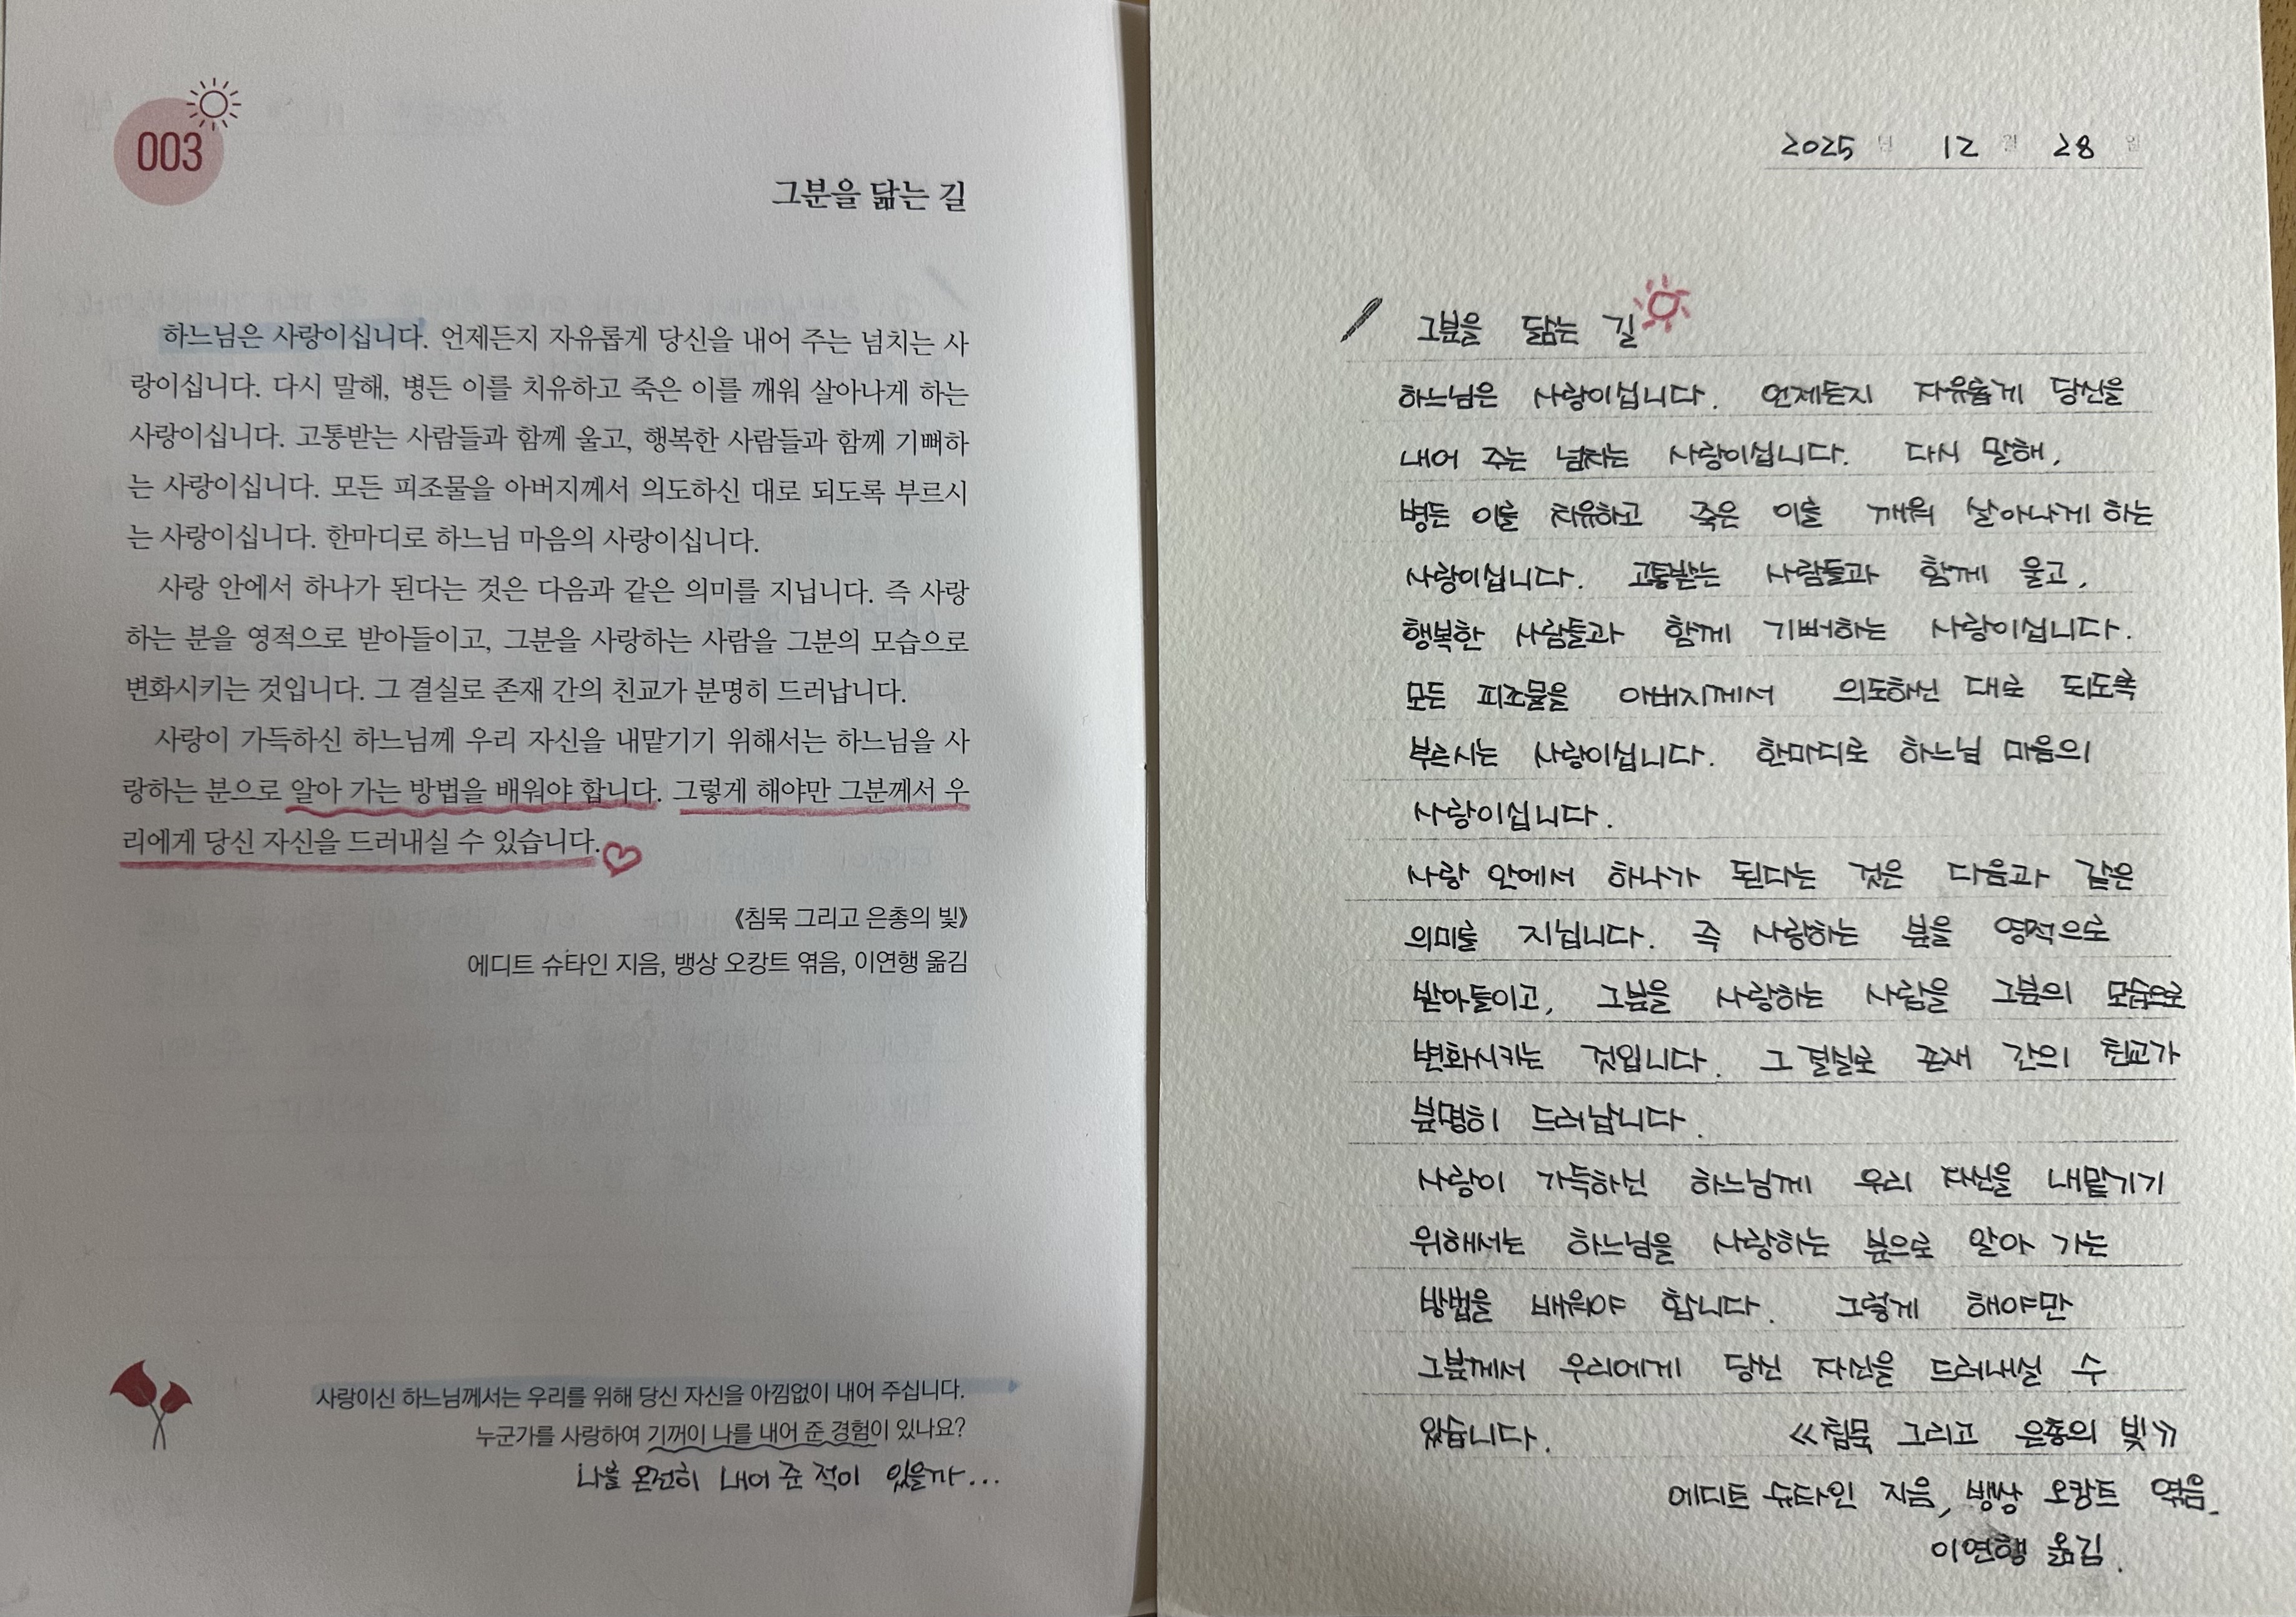 003
그분을 닮는 길
하느님은 사랑이십니다. 언제든지 자유롭게 당신을 내어 주는 넘치는 사
랑이십니다. 다시 말해, 병든 이를 치유하고 죽은 이를 깨워 살아나게 하는
사랑이십니다. 고통받는 사람들과 함께 울고, 행복한 사람들과 함께 기뻐하
는 사랑이십니다. 모든 피조물을 아버지께서 의도하신 대로 되도록 부르시
는 사랑이십니다. 한마디로 하느님 마음의 사랑이십니다.
사랑 안에서 하나가 된다는 것은 다음과 같은 의미를 지닙니다. 즉 사랑
하는 분을 영적으로 받아들이고, 그분을 사랑하는 사람을 그분의 모습으로
변화시키는 것입니다. 그 결실로 존재 간의 친교가 분명히 드러납니다.
사랑이 가득하신 하느님께 우리 자신을 내맡기기 위해서는 하느님을 사
랑하는 분으로 알아 가는 방법을 배워야 합니다. 그렇게 해야만 그분께서 우
리에게 당신 자신을 드러내실 수 있습니다.
《침묵 그리고 은총의 빛》
에디트 슈타인 지음, 뱅상 오캉트 엮음, 이연행 옮김
사랑이신 하느님께서는 우리를 위해 당신 자신을 아낌없이 내어 주십니다.
누군가를 사랑하여 기꺼이 나를 내어 준 경험이 있나요?
나를 온전히 내어 준 적이 있을까...
2025 년 12 월 28 일
그분을 닮는 길
하느님은 사랑이십니다. 언제든지 자유롭게 당신을
내어 주는 넘치는 사랑이십니다. 다시 말해,
병든 이를 치유하고 죽은 이를 깨워 살아나게 하는
사랑이십니다. 고통받는 사람들과 함께 울고,
행복한 사람들과 함께 기뻐하는 사랑이십니다.
모든 피조물을 아버지께서 의도하신 대로 되도록
부르시는 사랑이십니다. 한마디로 하느님 마음의
사랑이십니다.
사랑 안에서 하나가 된다는 것은 다음과 같은
의미를 지닙니다. 즉 사랑하는 분을 영적으로
받아들이고, 그분을 사랑하는 사람을 그분의 모습으로
변화시키는 것입니다. 그 결실로 존재 간의 친교가
분명히 드러납니다.
사랑이 가득하신 하느님께 우리 자신을 내맡기기
위해서는 하느님을 사랑하는 분으로 알아 가는
방법을 배워야 합니다. 그렇게 해야만
그분께서 우리에게 당신 자신을 드러내실 수
있습니다. 《침묵 그리고 은총의 빛》
에디트 슈타인 지음, 뱅상 오캉트 엮음.
이연행 옮김.